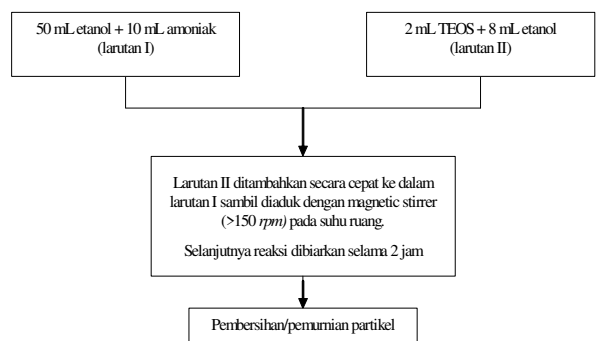 50 mL etanol + 10 mL amoniak
(larutan I)
2 mL TEOS + 8 mL etanol
(larutan II)
Larutan II ditambahkan secara cepat ke dalam
larutan I sambil diaduk dengan magnetic stirrer
(>150 rpm) pada suhu ruang.
Selanjutnya reaksi dibiarkan selama 2 jam
Pembersihan/pemurnian partikel